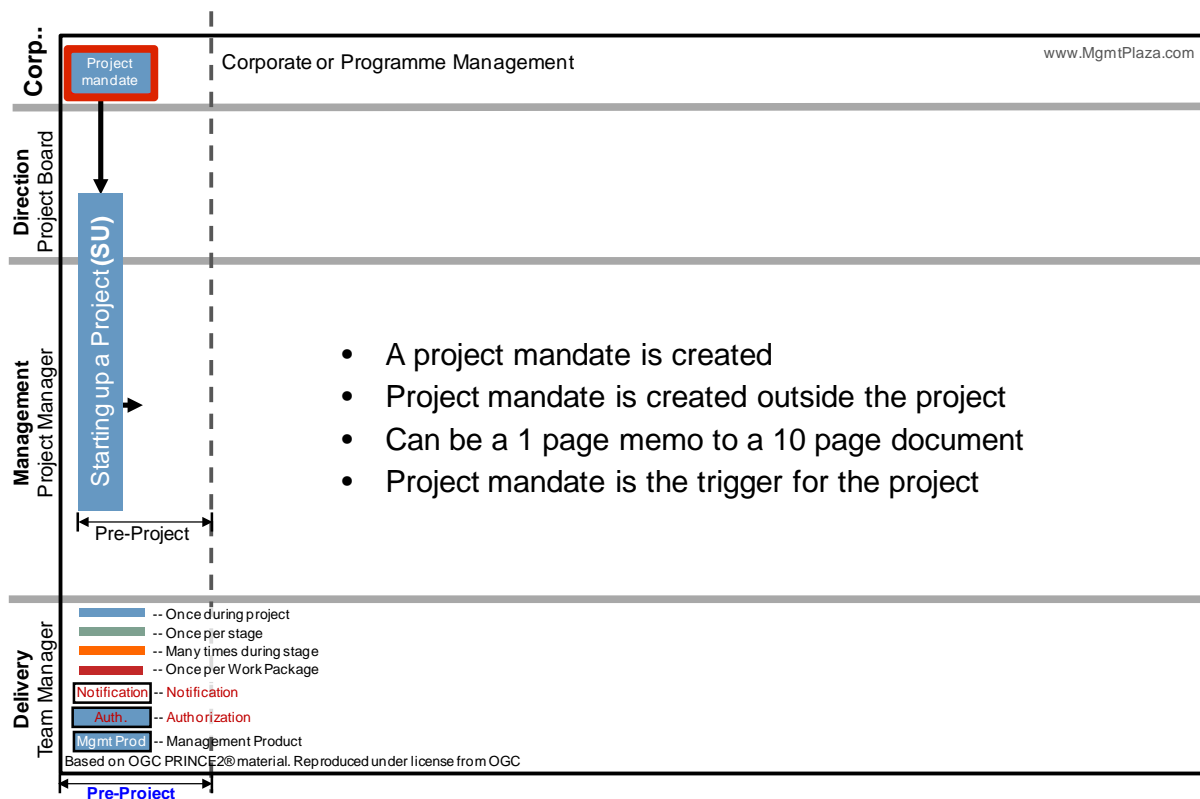 Corp..
Project
mandate
Corporate or Programme Management
www.MgmtPlaza.com
Direction
Project Board
Starting up a Project (SU)
Management
Project Manager
• A project mandate is created
• Project mandate is created outside the project
• Can be a 1 page memo to a 10 page document
• Project mandate is the trigger for the project
Pre-Project
Delivery
Team Manager
-- Once during project
-- Once per stage
-- Many times during stage
-- Once per Work Package
Notification -- Notification
Auth. -- Authorization
Mgmt Prod -- Management Product
Based on OGC PRINCE2® material. Reproduced under license from OGC
Pre-Project